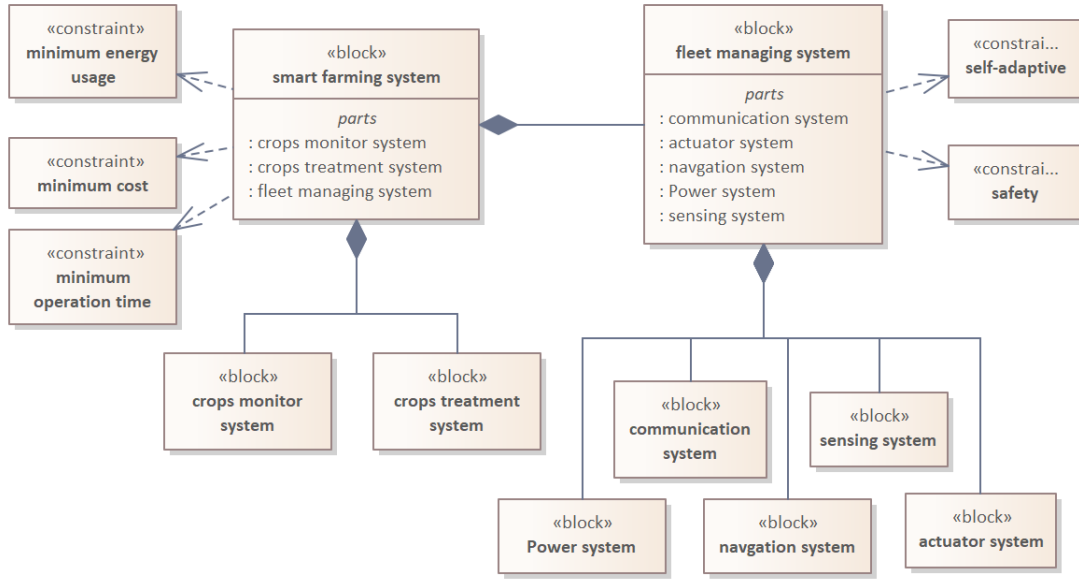 «constraint»
minimum energy
usage
«constraint»
minimum cost
«constraint»
minimum
operation time
«block»
smart farming system
parts
: crops monitor system
: crops treatment system
: fleet managing system
«block»
fleet managing system
parts
: communication system
: actuator system
: navgation system
: Power system
: sensing system
«constrai...
self-adaptive
«constrai...
safety
«block»
crops monitor
system
«block»
crops treatment
system
«block»
communication
system
«block»
sensing system
«block»
Power system
«block»
navgation system
«block»
actuator system